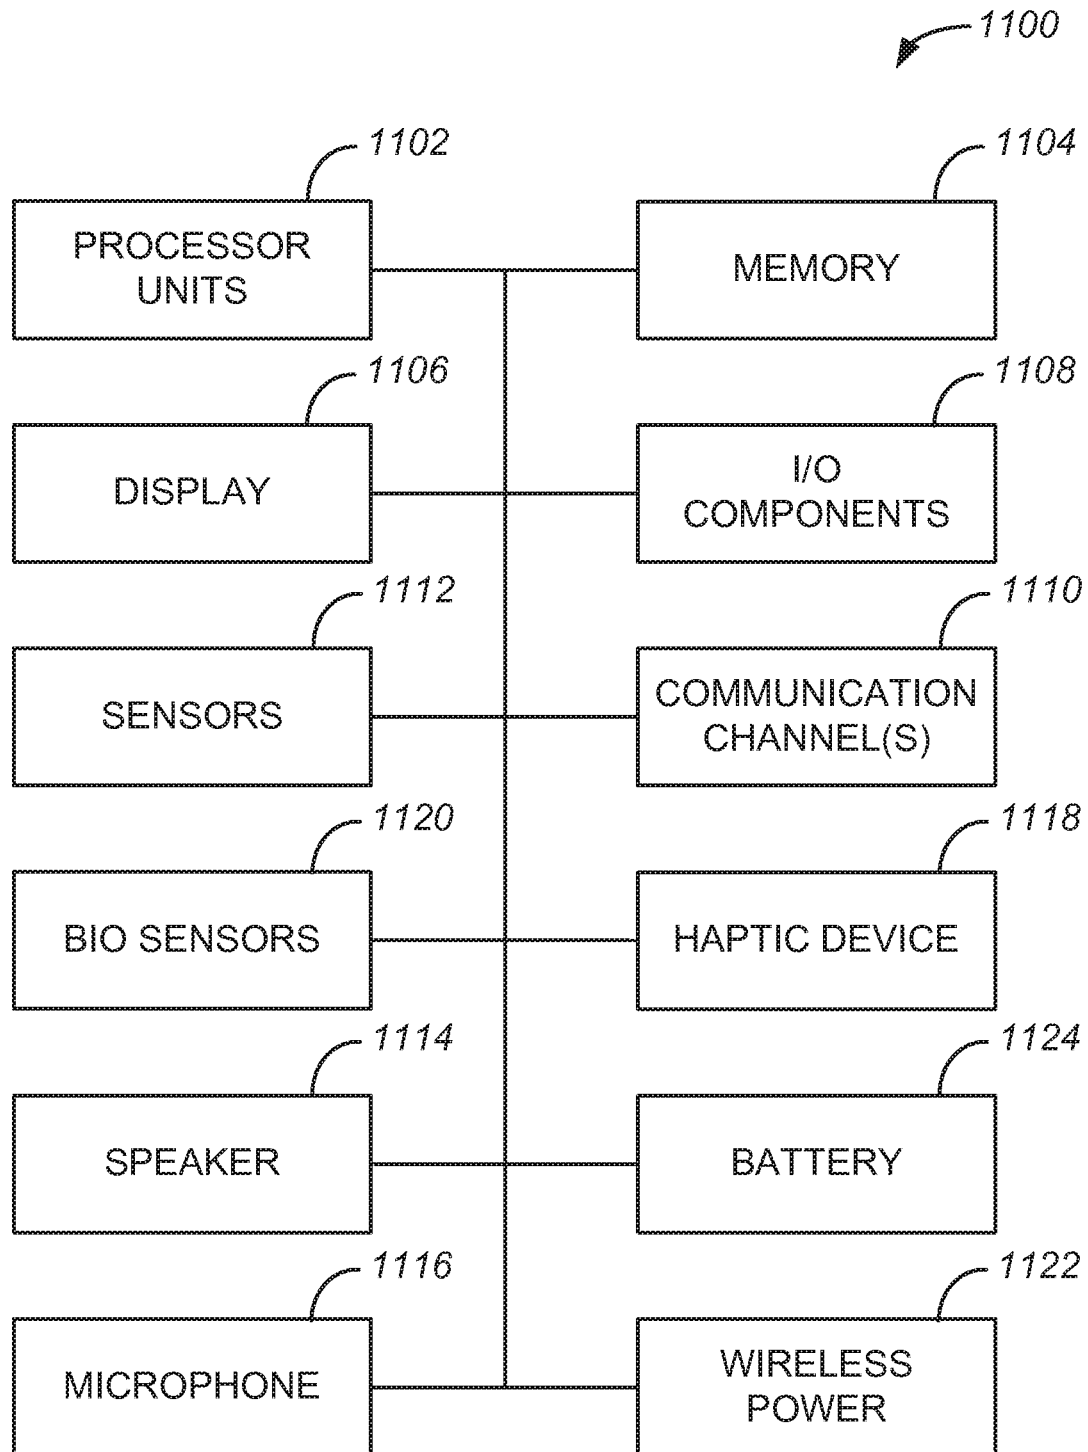 1100
1102
1104
PROCESSOR
UNITS
MEMORY
1106
1108
DISPLAY
I/O
COMPONENTS
1112
1110
SENSORS
COMMUNICATION
CHANNEL(S)
1120
1118
BIO SENSORS
HAPTIC DEVICE
1114
1124
SPEAKER
BATTERY
1116
1122
MICROPHONE
WIRELESS
POWER